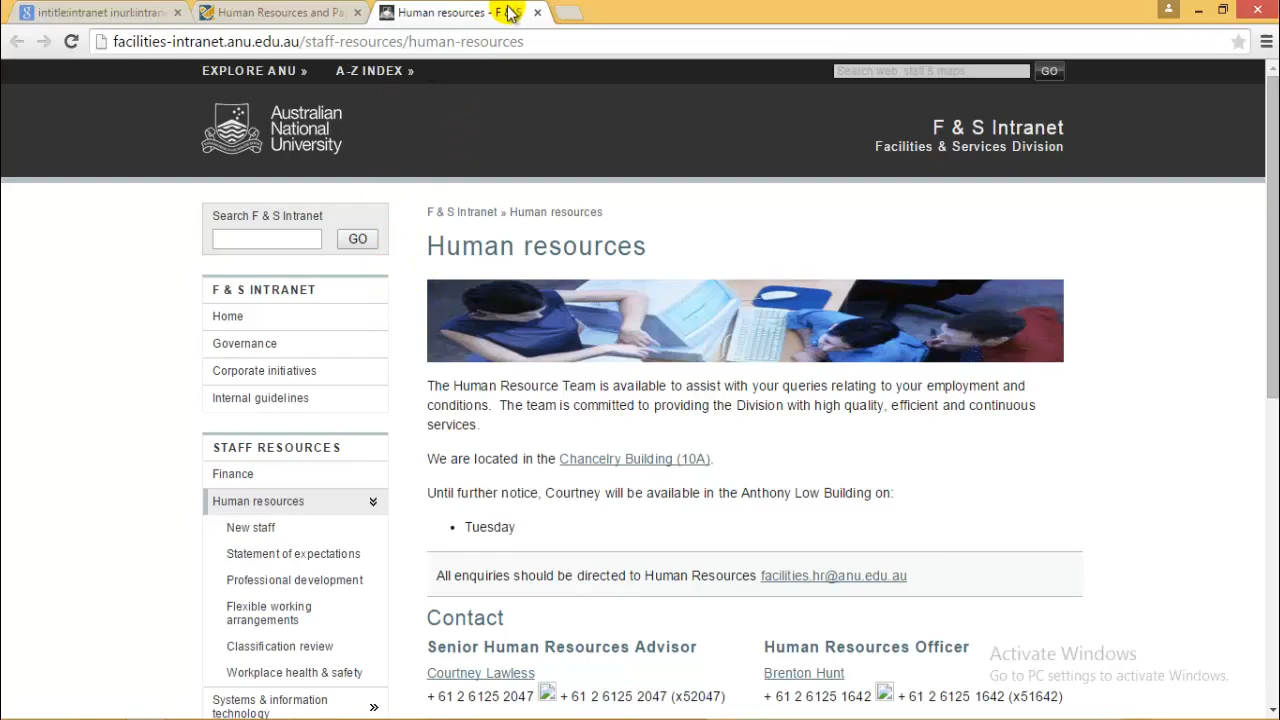 intitle:intranet inurl:intrane
Human Resources and Pa
Human resources - F & S
facilities-intranet.anu.edu.au/staff-resources/human-resources
EXPLORE ANU »
A-Z INDEX »
Search web, staff & maps
GO
Australian
National
University
F & S Intranet
Facilities & Services Division
Search F & S Intranet
GO
F & S INTRANET
Home
Governance
Corporate initiatives
Internal guidelines
STAFF RESOURCES
Finance
Human resources
New staff
Statement of expectations
Professional development
Flexible working
arrangements
Classification review
Workplace health & safety
Systems & information
technology
F & S Intranet » Human resources
Human resources
The Human Resource Team is available to assist with your queries relating to your employment and
conditions. The team is committed to providing the Division with high quality, efficient and continuous
services.
We are located in the Chancelry Building (10A).
Until further notice, Courtney will be available in the Anthony Low Building on:
• Tuesday
All enquiries should be directed to Human Resources facilities.hr@anu.edu.au
Contact
Senior Human Resources Advisor
Courtney Lawless
+ 61 2 6125 2047 + 61 2 6125 2047 (x52047)
Human Resources Officer
Brenton Hunt
+ 61 2 6125 1642 + 61 2 6125 1642 (x51642)
Activate Windows
Go to PC settings to activate Windows.